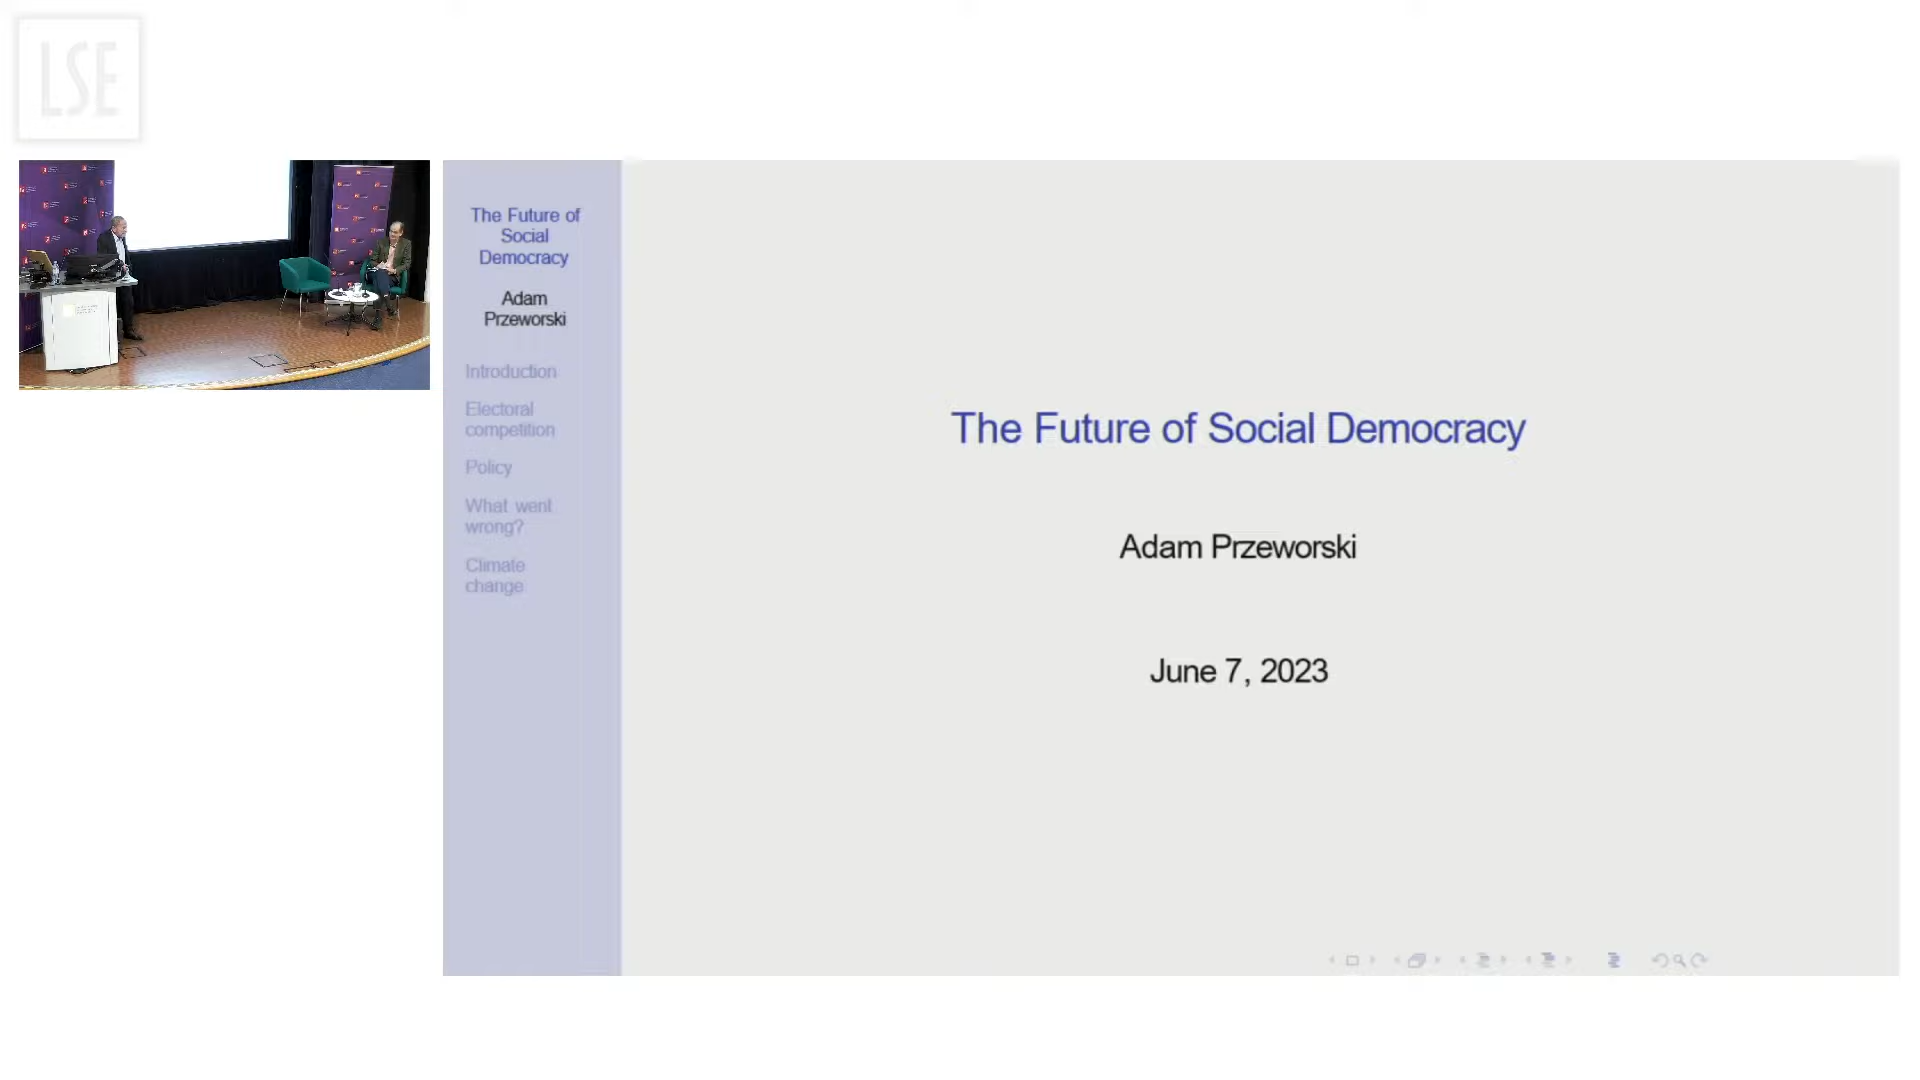 LSE
The Future of
Social
Democracy
Adam
Przeworski
Introduction
Electoral
competition
Policy
What went
wrong?
Climate
change
The Future of Social Democracy
Adam Przeworski
June 7, 2023